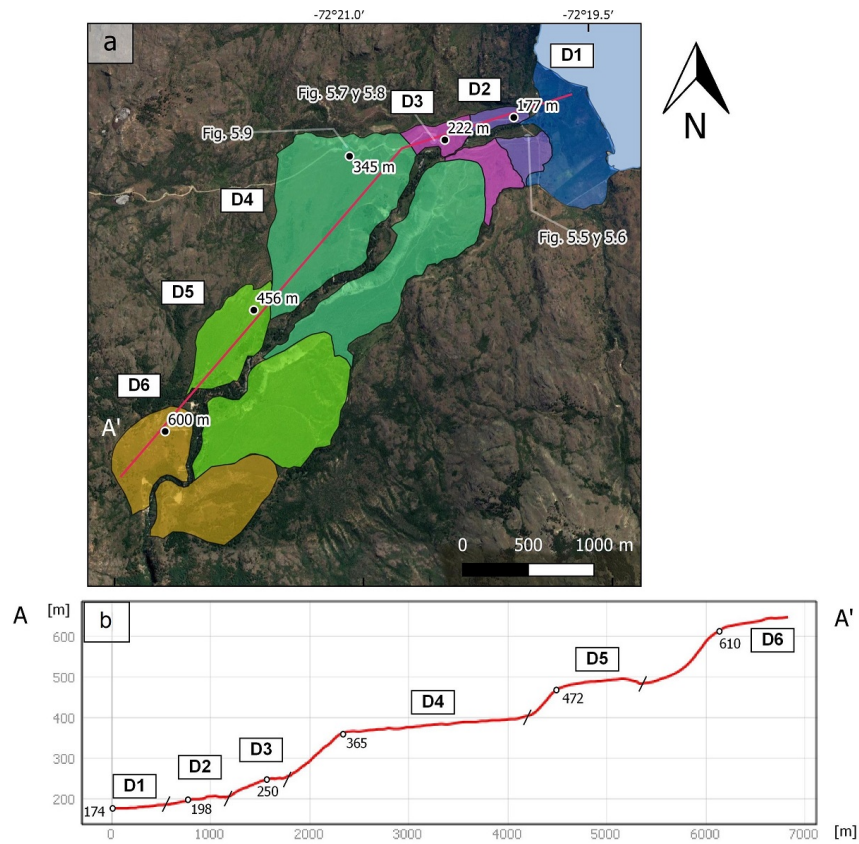 -72°21.0'
-72°19.5'
a
D1
D2
Fig. 5.7 y 5.8
D3
177 m
Fig. 5.9
222 m
345 m
N
D4
Fig. 5.5 y 5.6
D5
456 m
D6
600 m
A'
0 500 1000 m
A
[m]
b
A'
600
610
D6
D5
500
472
D4
400
365
300
D3
250
D2
D1
200
198
174
0 1000 2000 3000 4000 5000 6000 7000 [m]